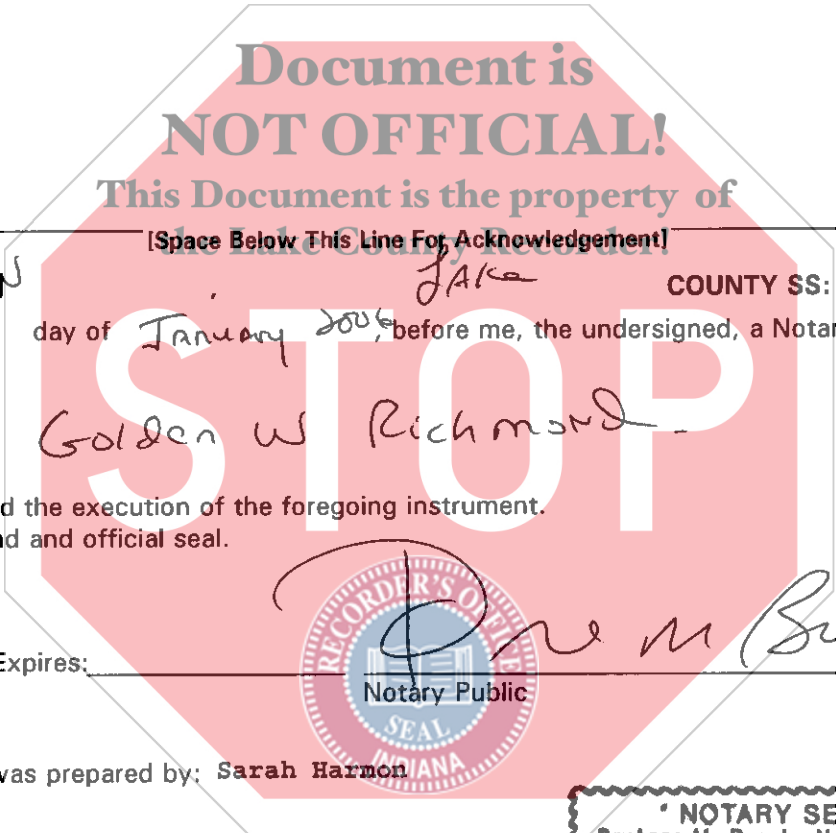 Document is
NOT OFFICIAL!
This Document is the property of
the Lake County Recorder!
[Space Below This Line For Acknowledgement]
Lake COUNTY SS:
day of January 2006, before me, the undersigned, a Notar
STOP
Golden W Richmond
d the execution of the foregoing instrument.
nd and official seal.
RECORDER'S OFFICE
Expires:
Notary Public
SEAL
INDIANA
was prepared by: Sarah Harmon
NOTARY SE